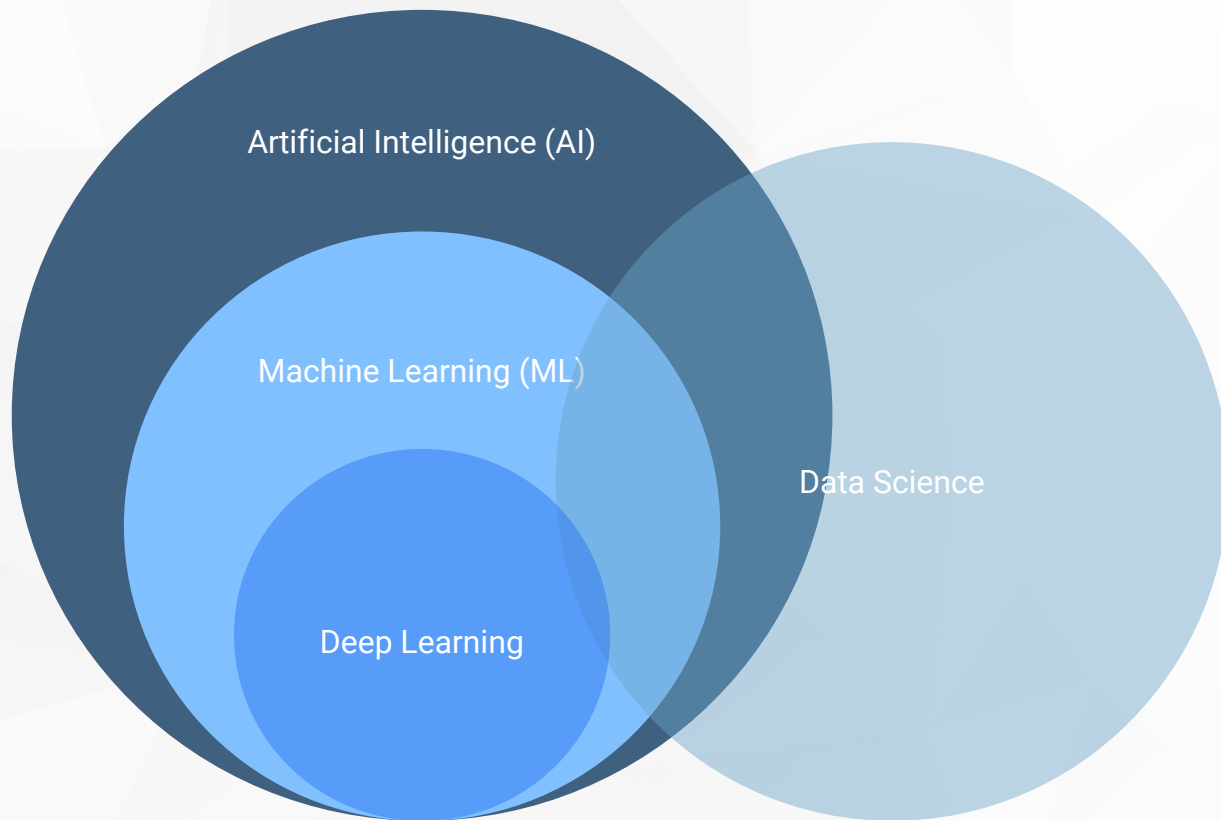 Artificial Intelligence (AI)
Machine Learning (ML)
Data Science
Deep Learning